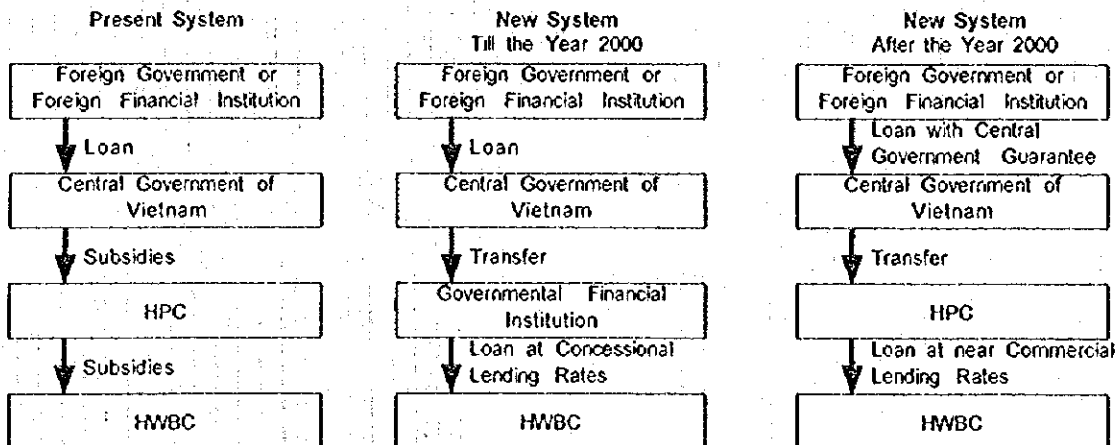 Present System
Foreign Government or
Foreign Financial Institution
Loan
Central Government of
Vietnam
Subsidies
HPC
Subsidies
HWBC
New System
Till the Year 2000
Foreign Government or
Foreign Financial Institution
Loan
Central Government of
Vietnam
Transfer
Governmental Financial
Institution
Loan at Concessional
Lending Rates
HWBC
New System
After the Year 2000
Foreign Government or
Foreign Financial Institution
Loan with Central
Government Guarantee
Central Government of
Vietnam
Transfer
HPC
Loan at near Commercial
Lending Rates
HWBC